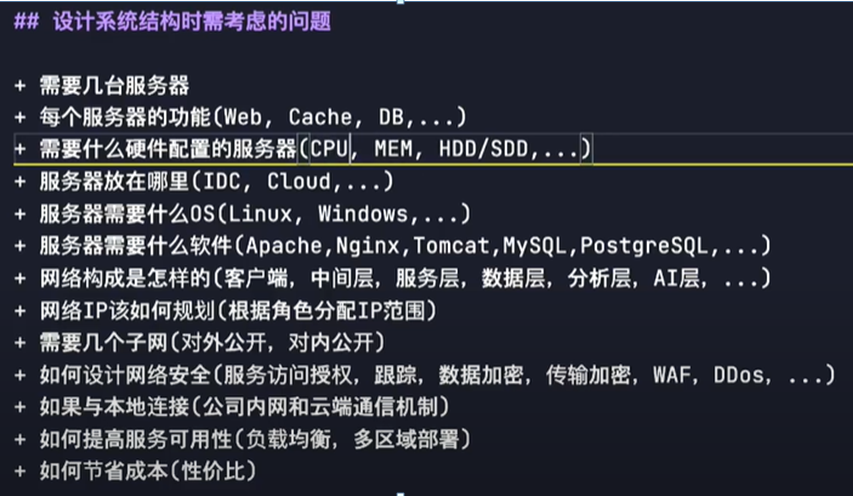 ## 设计系统结构时需考虑的问题
+ 需要几台服务器
+ 每个服务器的功能(Web, Cache, DB,...)
+ 需要什么硬件配置的服务器(CPU, MEM, HDD/SDD,...)
+ 服务器放在哪里(IDC, Cloud,...)
+ 服务器需要什么OS(Linux, Windows,...)
+ 服务器需要什么软件(Apache,Nginx,Tomcat,MySQL,PostgreSQL,...)
+ 网络构成是怎样的(客户端，中间层，服务层，数据层，分析层，AI层，...)
+ 网络IP该如何规划(根据角色分配IP范围)
+ 需要几个子网(对外公开，对内公开)
+ 如何设计网络安全(服务访问授权，跟踪，数据加密，传输加密，WAF，DDos，...)
+ 如果与本地连接(公司内网和云端通信机制)
+ 如何提高服务可用性(负载均衡，多区域部署)
+ 如何节省成本(性价比)